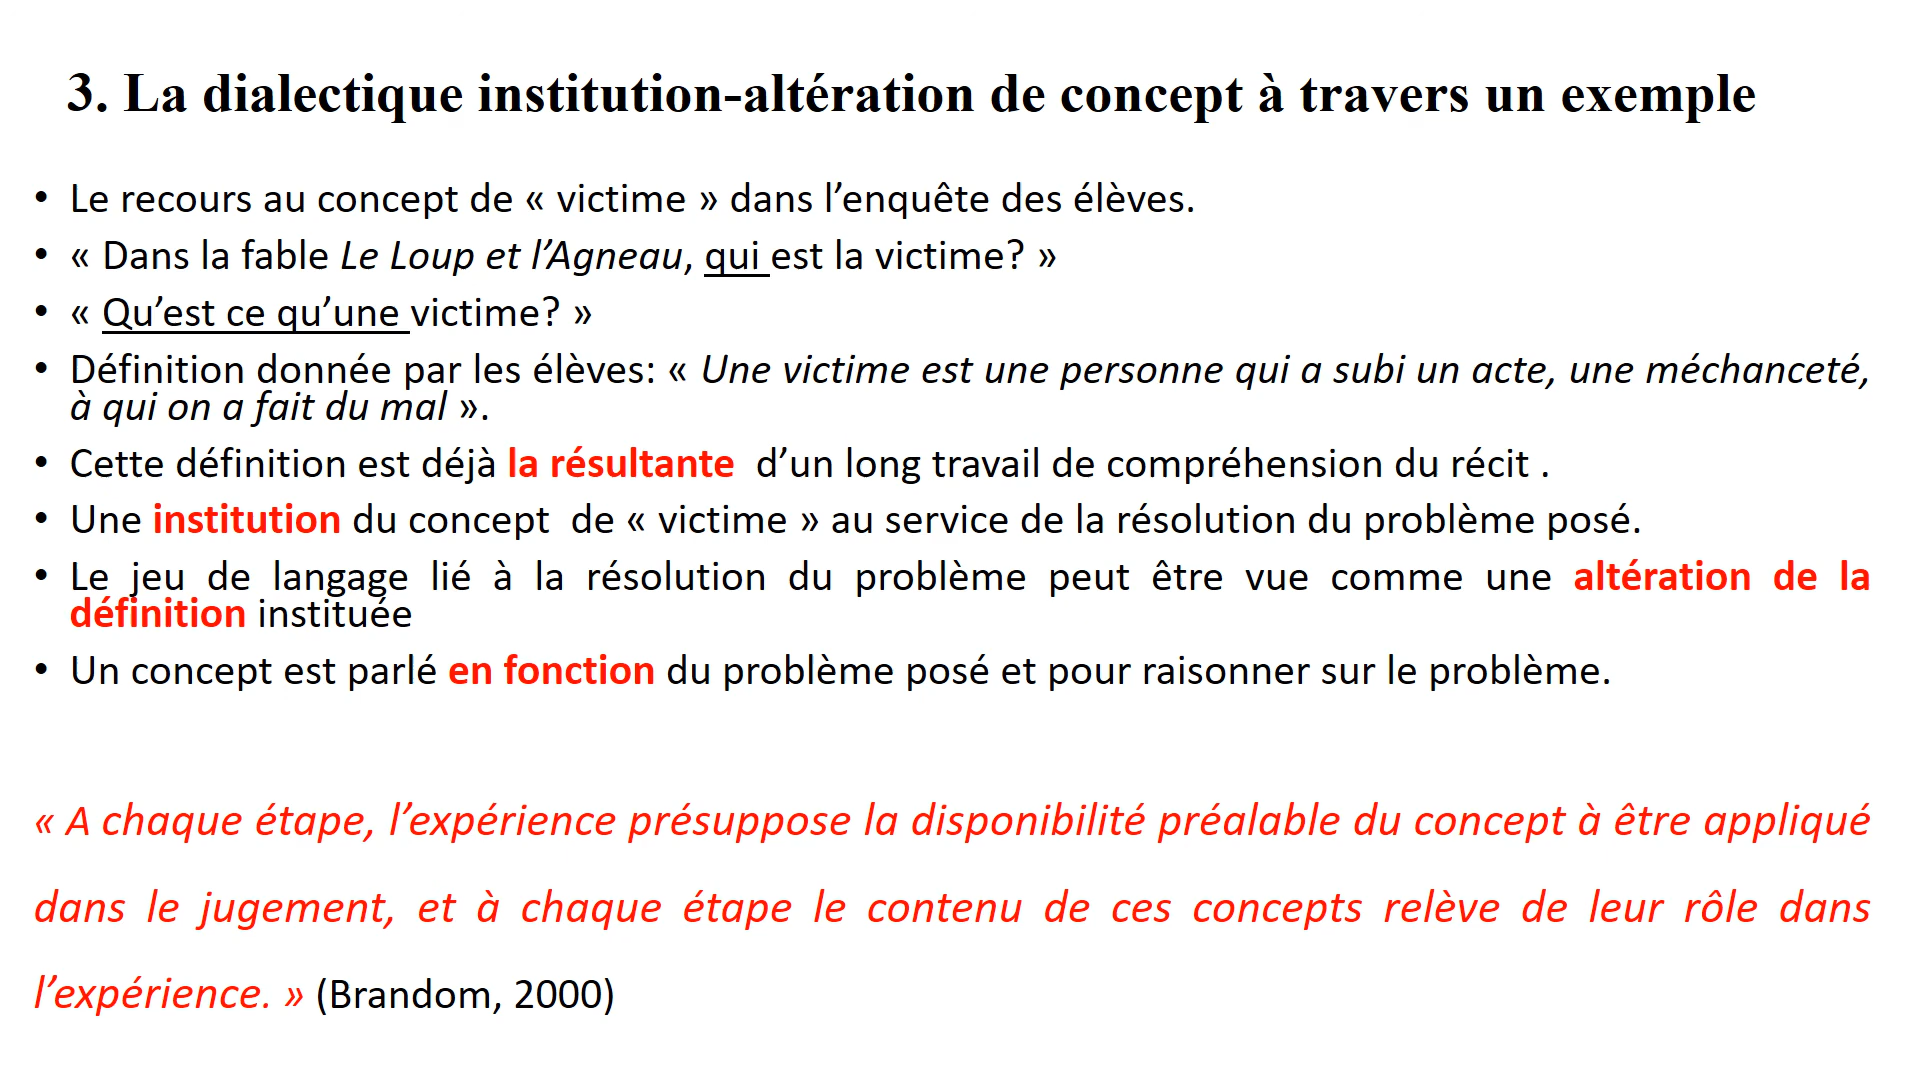 3. La dialectique institution-altération de concept à travers un exemple
• Le recours au concept de « victime » dans l’enquête des élèves.
• « Dans la fable Le Loup et l’Agneau, qui est la victime? »
• « Qu’est ce qu’une victime? »
• Définition donnée par les élèves: « Une victime est une personne qui a subi un acte, une méchanceté,
à qui on a fait du mal ».
• Cette définition est déjà la résultante d’un long travail de compréhension du récit .
• Une institution du concept de « victime » au service de la résolution du problème posé.
• Le jeu de langage lié à la résolution du problème peut être vue comme une altération de la
définition instituée
• Un concept est parlé en fonction du problème posé et pour raisonner sur le problème.
« A chaque étape, l’expérience présuppose la disponibilité préalable du concept à être appliqué
dans le jugement, et à chaque étape le contenu de ces concepts relève de leur rôle dans
l’expérience. » (Brandom, 2000)